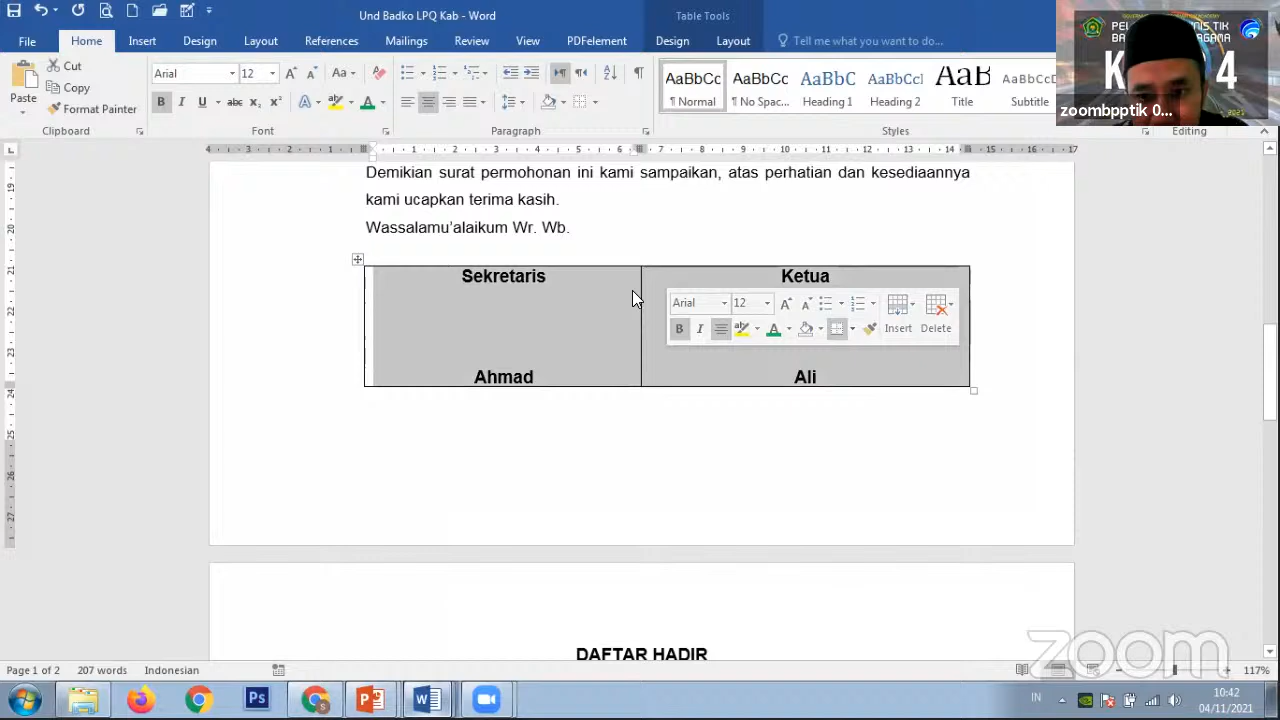 Und Badko LPQ Kab - Word
Table Tools
File Home Insert Design Layout References Mailings Review View PDFelement Design Layout Tell me what you want to do...
Cut
Copy
Format Painter
Paste
Arial 12
AaBbCc AaBbCc AaBbC AaBbCcl AaB AaBbCcD
¶ Normal ¶ No Spac... Heading 1 Heading 2 Title Subtitle
Clipboard Font Paragraph Styles Editing
K 4
2021
zoombpptik 0...
Demikian surat permohonan ini kami sampaikan, atas perhatian dan kesediaannya
kami ucapkan terima kasih.
Wassalamu'alaikum Wr. Wb.
Sekretaris Ketua
Arial 12
Insert Delete
Ahmad Ali
DAFTAR HADIR
zoom
Page 1 of 2 207 words Indonesian 117%
IN 10:42
04/11/2021